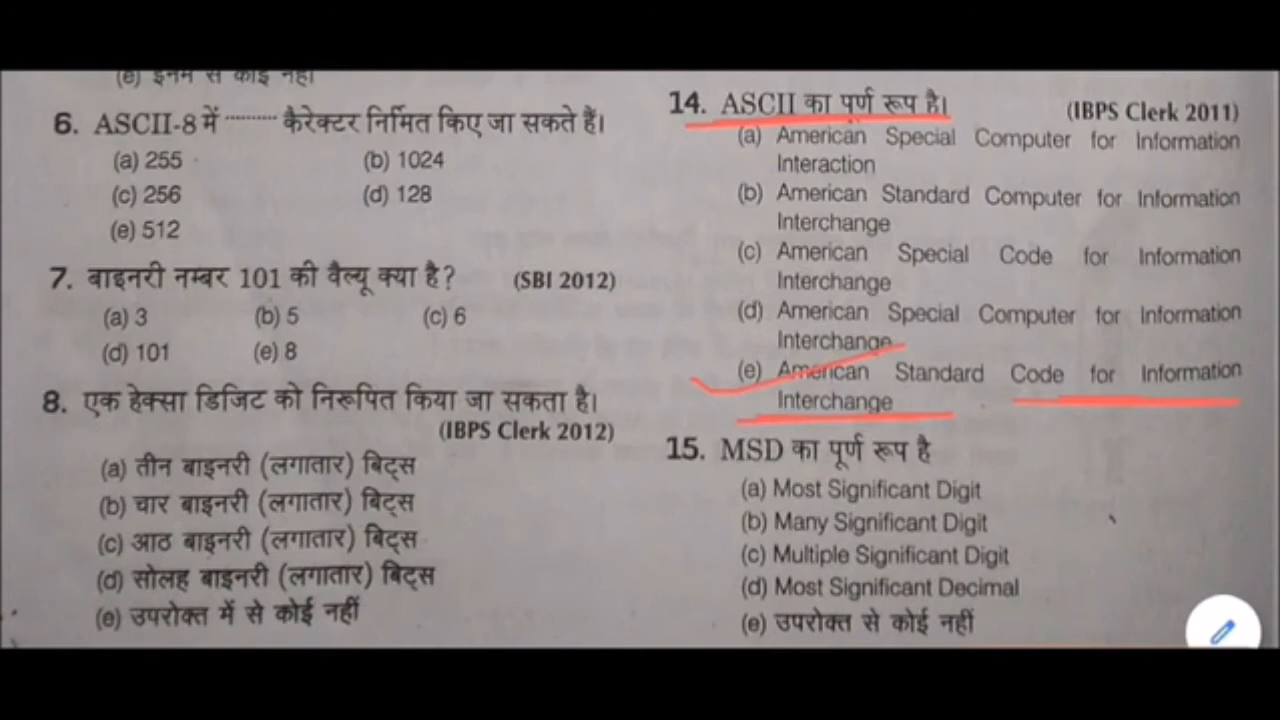 (e) इनमें से कोई नहीं
6. ASCII-8 में ·········· कैरेक्टर निर्मित किए जा सकते हैं।
(a) 255 (b) 1024
(c) 256 (d) 128
(e) 512
7. बाइनरी नम्बर 101 की वैल्यू क्या है? (SBI 2012)
(a) 3 (b) 5 (c) 6
(d) 101 (e) 8
8. एक हेक्सा डिजिट को निरूपित किया जा सकता है।
(IBPS Clerk 2012)
(a) तीन बाइनरी (लगातार) बिट्स
(b) चार बाइनरी (लगातार) बिट्स
(c) आठ बाइनरी (लगातार) बिट्स
(d) सोलह बाइनरी (लगातार) बिट्स
(e) उपरोक्त में से कोई नहीं
14. ASCII का पूर्ण रूप है।
(IBPS Clerk 2011)
(a) American Special Computer for Information
Interaction
(b) American Standard Computer for Information
Interchange
(c) American Special Code for Information
Interchange
(d) American Special Computer for Information
Interchange
(e) American Standard Code for Information
Interchange
15. MSD का पूर्ण रूप है
(a) Most Significant Digit
(b) Many Significant Digit
(c) Multiple Significant Digit
(d) Most Significant Decimal
(e) उपरोक्त से कोई नहीं